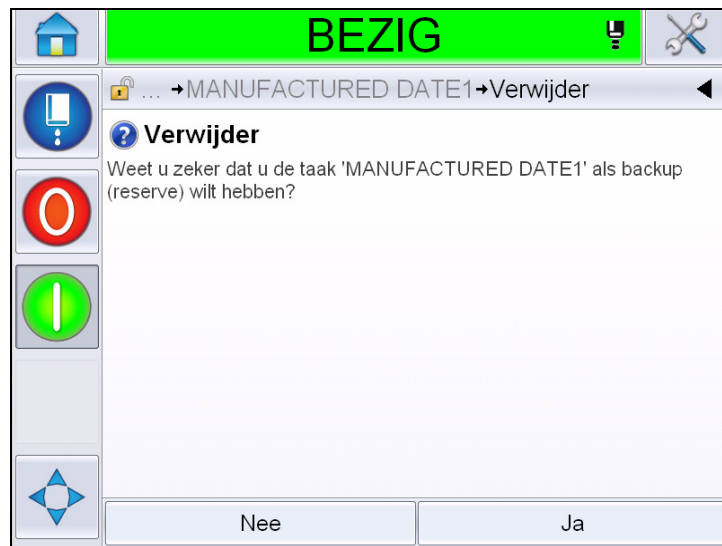 BEZIG
... →MANUFACTURED DATE1→Verwijder
Verwijder
Weet u zeker dat u de taak 'MANUFACTURED DATE1' als backup
(reserve) wilt hebben?
Nee
Ja